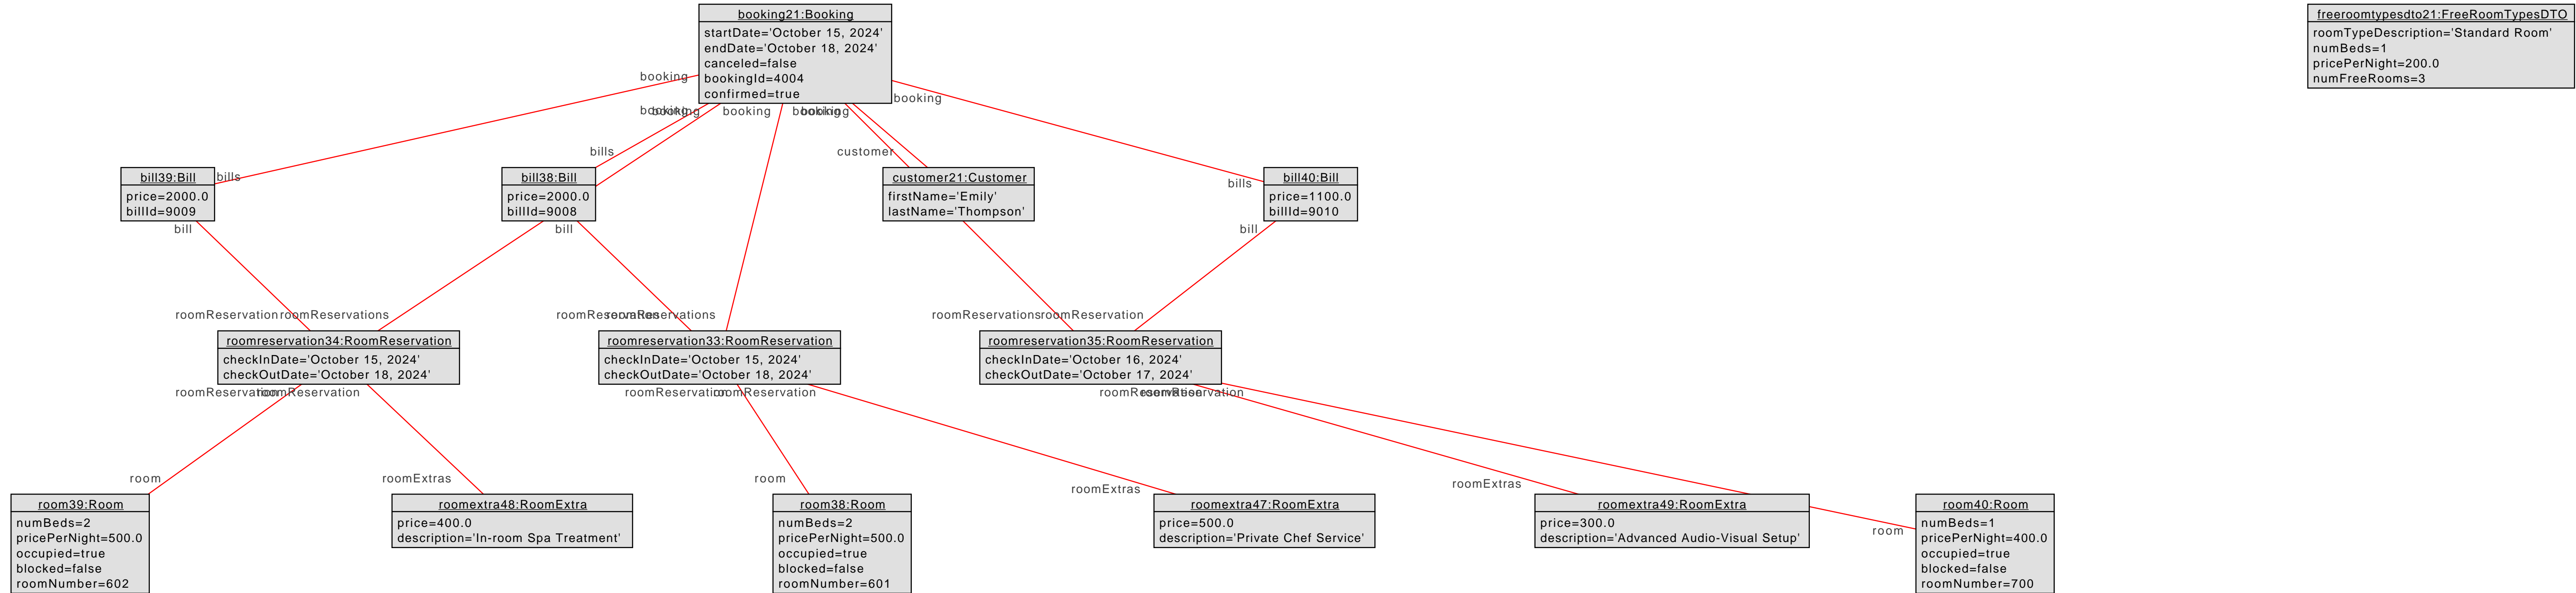 booking21:Booking
startDate='October 15, 2024'
endDate='October 18, 2024'
canceled=false
bookingId=4004
confirmed=true
freeroomtypesdto21:FreeRoomTypesDTO
roomTypeDescription='Standard Room'
numBeds=1
pricePerNight=200.0
numFreeRooms=3
booking
booking
booking
booking
booking
booking
booking
bills
bills
customer
bills
bill39:Bill
price=2000.0
billId=9009
bill38:Bill
price=2000.0
billId=9008
customer21:Customer
firstName='Emily'
lastName='Thompson'
bill40:Bill
price=1100.0
billId=9010
bill
bill
bill
roomReservation
roomReservations
roomReservation
roomReservations
roomReservations
roomReservation
roomreservation34:RoomReservation
checkInDate='October 15, 2024'
checkOutDate='October 18, 2024'
roomreservation33:RoomReservation
checkInDate='October 15, 2024'
checkOutDate='October 18, 2024'
roomreservation35:RoomReservation
checkInDate='October 16, 2024'
checkOutDate='October 17, 2024'
roomReservation
roomReservation
roomReservation
roomReservation
roomReservation
roomReservation
room
roomExtras
room
roomExtras
roomExtras
room
room39:Room
numBeds=2
pricePerNight=500.0
occupied=true
blocked=false
roomNumber=602
roomextra48:RoomExtra
price=400.0
description='In-room Spa Treatment'
room38:Room
numBeds=2
pricePerNight=500.0
occupied=true
blocked=false
roomNumber=601
roomextra47:RoomExtra
price=500.0
description='Private Chef Service'
roomextra49:RoomExtra
price=300.0
description='Advanced Audio-Visual Setup'
room40:Room
numBeds=1
pricePerNight=400.0
occupied=true
blocked=false
roomNumber=700